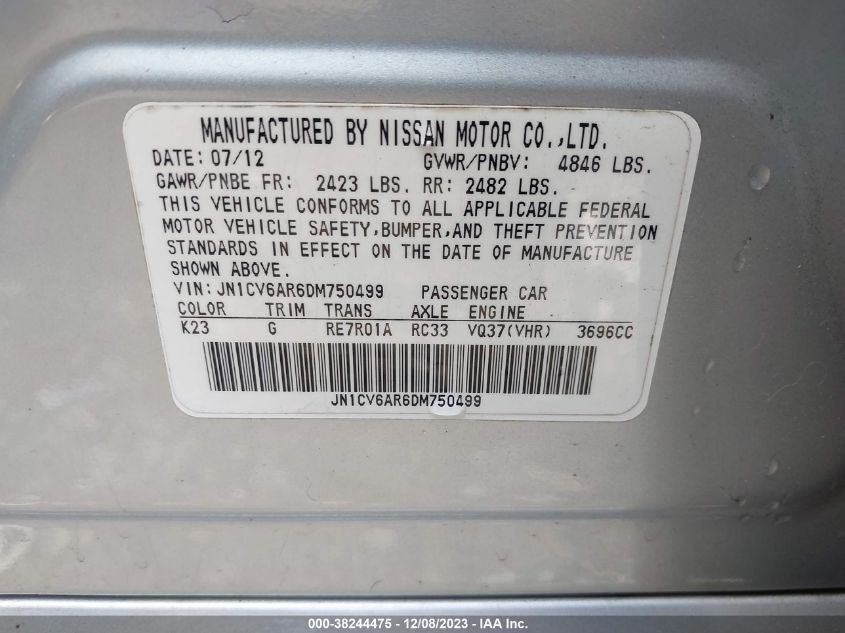 MANUFACTURED BY NISSAN MOTOR CO.,LTD.
DATE: 07/12 GVWR/PNBV: 4846 LBS.
GAWR/PNBE FR: 2423 LBS. RR: 2482 LBS.
THIS VEHICLE CONFORMS TO ALL APPLICABLE FEDERAL
MOTOR VEHICLE SAFETY,BUMPER,AND THEFT PREVENTION
STANDARDS IN EFFECT ON THE DATE OF MANUFACTURE
SHOWN ABOVE.
VIN:JN1CV6AR6DM750499 PASSENGER CAR
COLOR TRIM TRANS AXLE ENGINE
K23 G RE7R01A RC33 VQ37(VHR) 3696CC
JN1CV6AR6DM750499
000-38244475 - 12/08/2023 - IAA Inc.